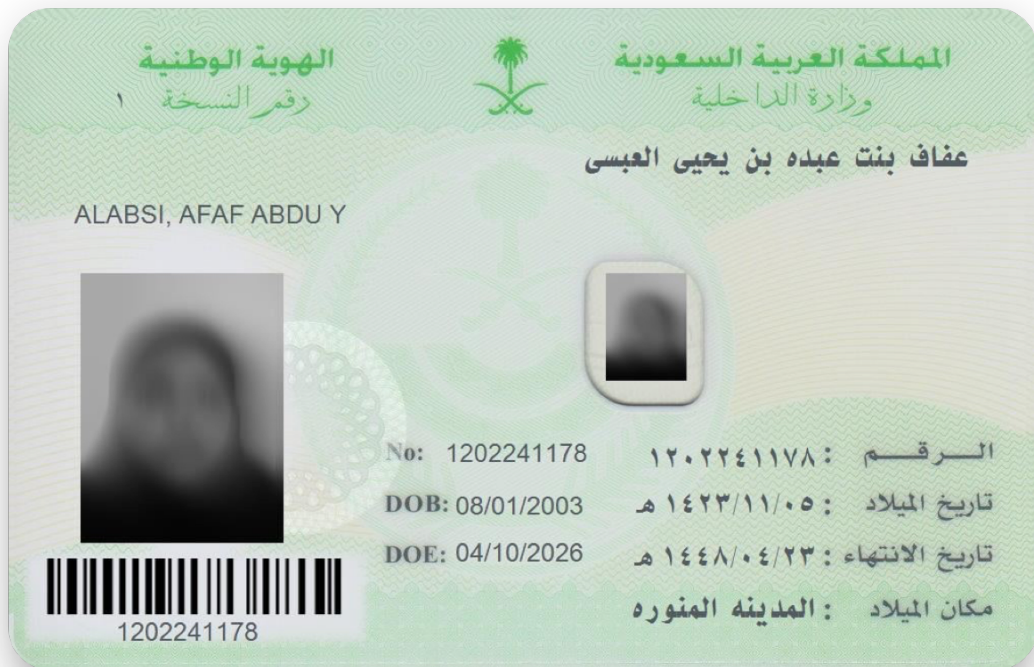 المملكة العربية السعودية
وزارة الداخلية
الهوية الوطنية
رقم النسخة ١
عفاف بنت عبده بن يحيى العبسى
ALABSI, AFAF ABDU Y
الرقم : ١٢٠٢٢٤١١٧٨
No: 1202241178
تاريخ الميلاد : ١٤٢٣/١١/٠٥ هـ
DOB: 08/01/2003
تاريخ الانتهاء : ١٤٤٨/٠٤/٢٣ هـ
DOE: 04/10/2026
مكان الميلاد : المدينه المنوره
1202241178